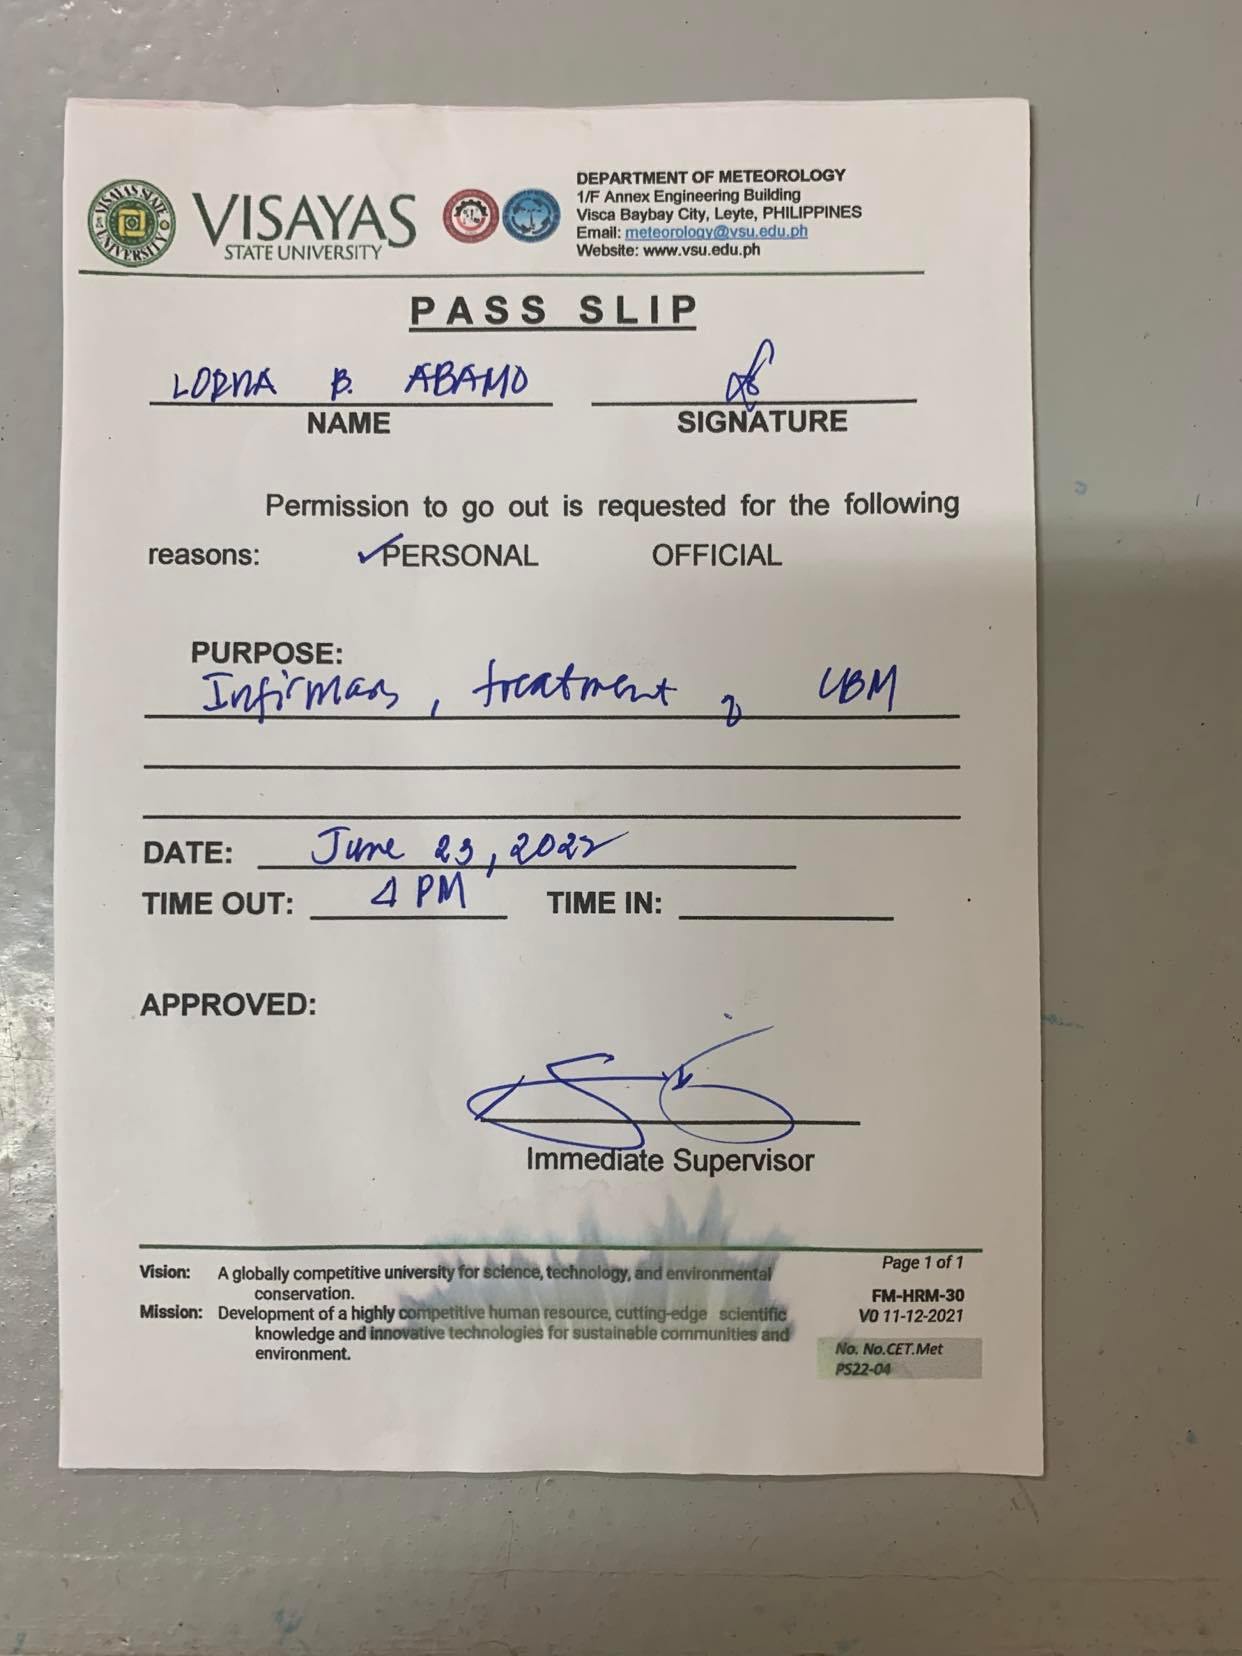 VISAYAS
STATE UNIVERSITY
VISAYAS STATE UNIVERSITY
DEPARTMENT OF METEOROLOGY
1/F Annex Engineering Building
Visca Baybay City, Leyte, PHILIPPINES
Email: meteorology@vsu.edu.ph
Website: www.vsu.edu.ph
PASS SLIP
LORNA B. ABAMO
NAME
SIGNATURE
Permission to go out is requested for the following
reasons: ✓PERSONAL OFFICIAL
PURPOSE:
Infirmary, treatment UBM
DATE: June 23, 2022
TIME OUT: 4 PM TIME IN:
APPROVED:
Immediate Supervisor
Vision: A globally competitive university for science, technology, and environmental
conservation.
Mission: Development of a highly competitive human resource, cutting-edge scientific
knowledge and innovative technologies for sustainable communities and
environment.
Page 1 of 1
FM-HRM-30
V0 11-12-2021
No. No.CET.Met
PS22-04